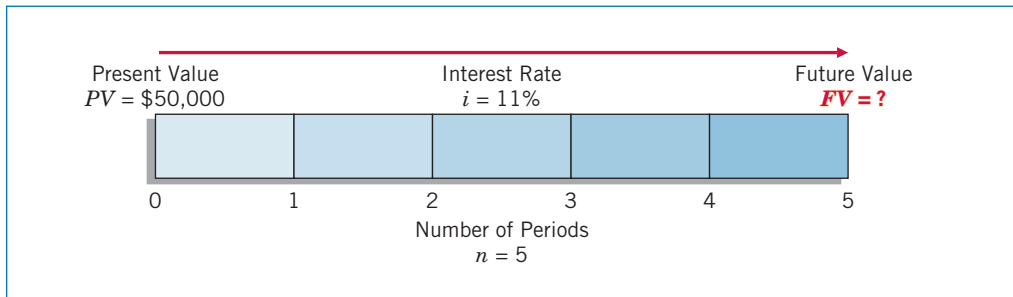 Present Value Interest Rate Future Value
PV = $50,000 i = 11% FV = ?
0 1 2 3 4 5
Number of Periods
n = 5